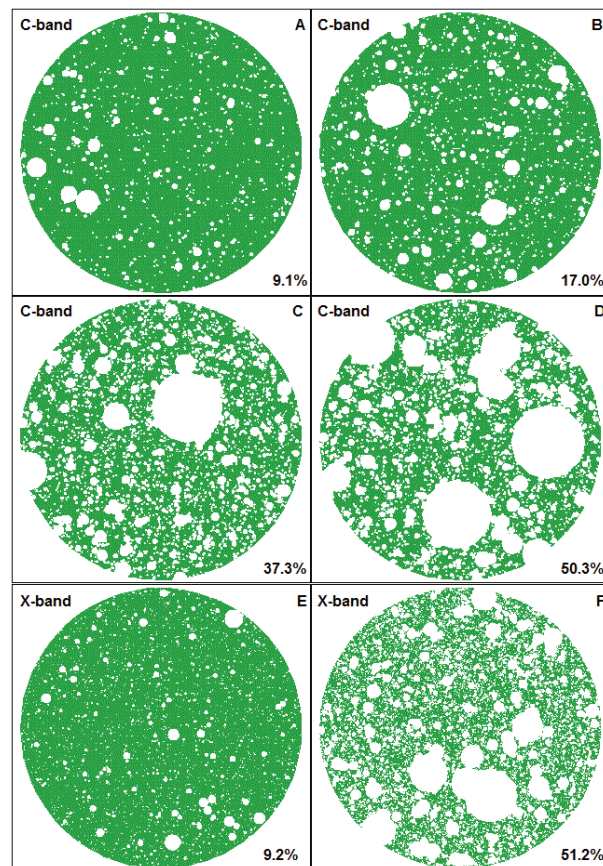 C-band A
9.1%
C-band B
17.0%
C-band C
37.3%
C-band D
50.3%
X-band E
9.2%
X-band F
51.2%